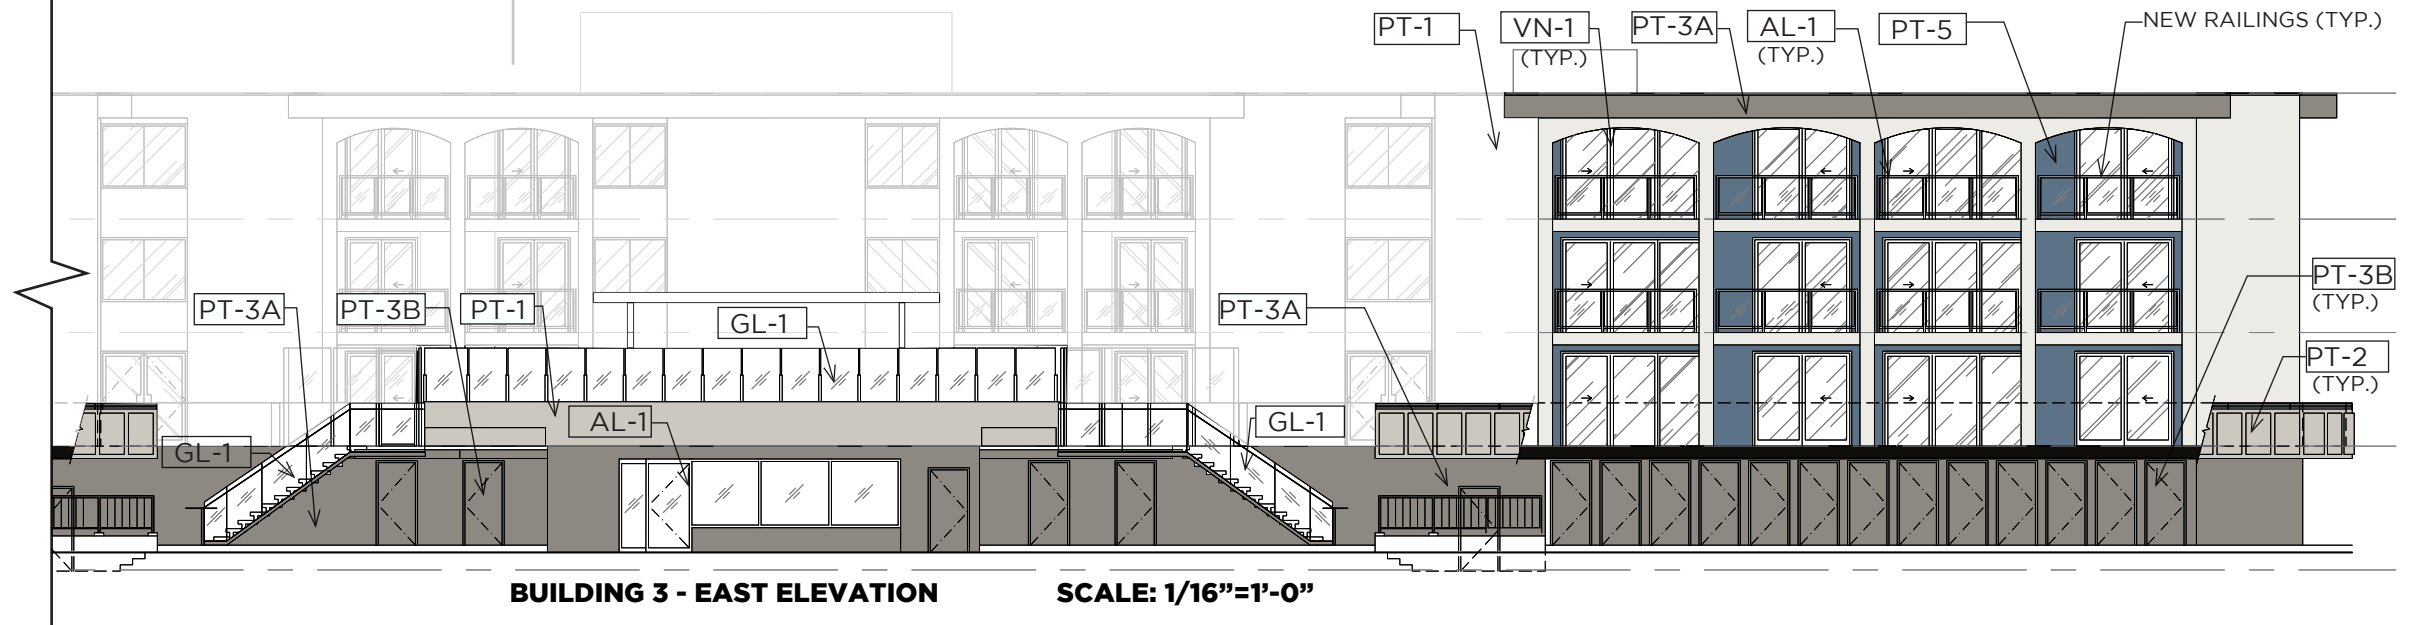 PT-1
VN-1
(TYP.)
PT-3A
AL-1
(TYP.)
PT-5
NEW RAILINGS (TYP.)
PT-3A
PT-3B
PT-1
GL-1
PT-3A
PT-3B
(TYP.)
PT-2
(TYP.)
GL-1
AL-1
GL-1
BUILDING 3 - EAST ELEVATION
SCALE: 1/16”=1’-0”